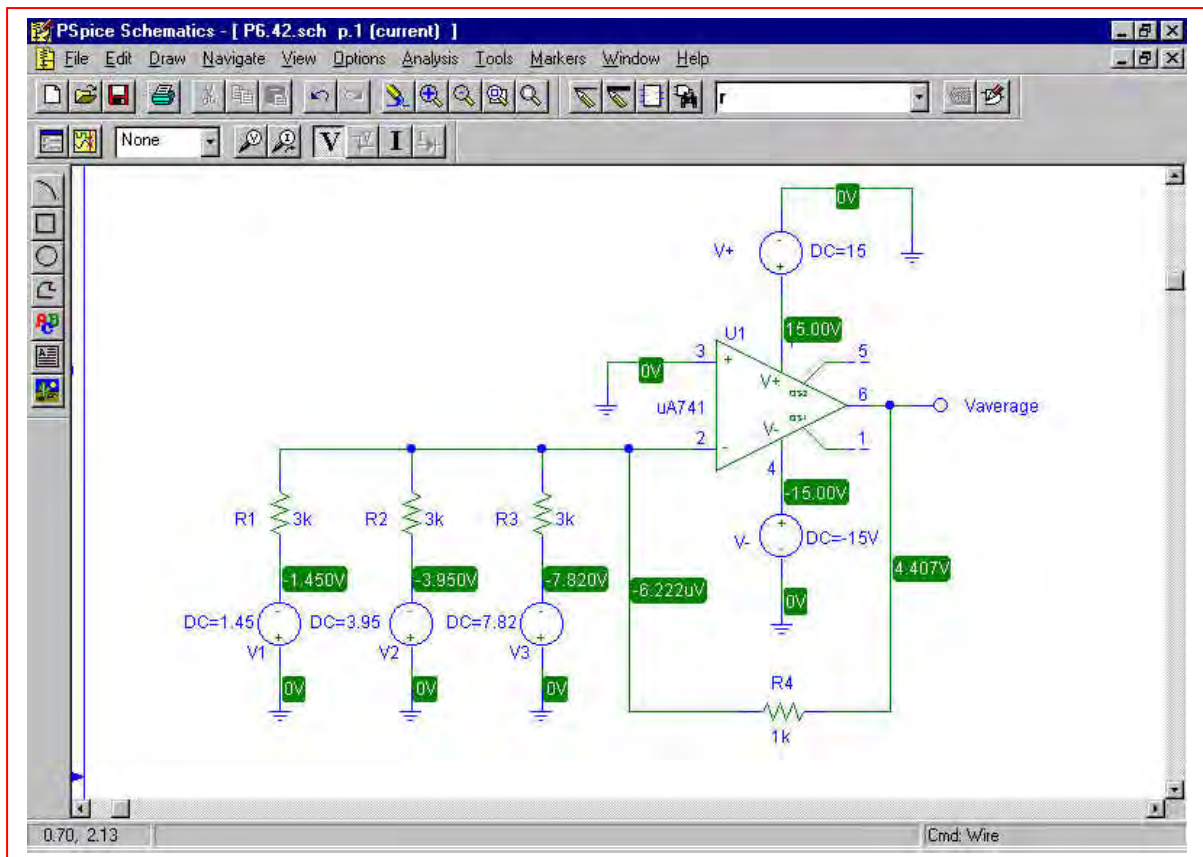 PSpice Schematics - [ P6.42.sch  p.1 (current)  ]
File Edit Draw Navigate View Options Analysis Tools Markers Window Help
r
None
V I
0V
V+ DC=15
15.00V
U1
3 + 5
0V
V+
uA741
6
Vaverage
V-
2 - 1
4
-15.00V
R1 3k R2 3k R3 3k
V- DC=-15V
4.407V
-1.450V -3.950V -7.820V -6.222uV
0V
DC=1.45 DC=3.95 DC=7.82
V1 V2 V3
0V 0V 0V
R4
1k
0.70, 2.13 Cmd: Wire